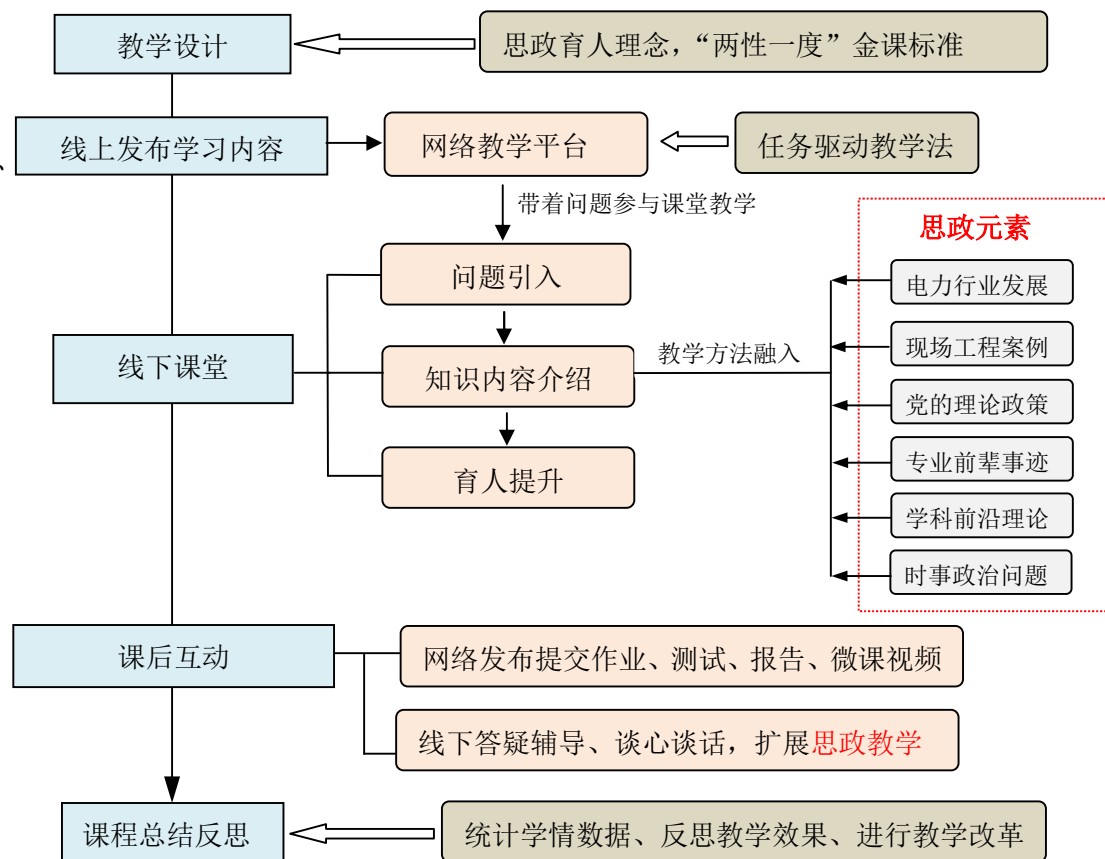 教学设计
思政育人理念，“两性一度”金课标准
线上发布学习内容
网络教学平台
任务驱动教学法
带着问题参与课堂教学
思政元素
问题引入
电力行业发展
线下课堂
知识内容介绍
教学方法融入
现场工程案例
党的理论政策
育人提升
专业前辈事迹
学科前沿理论
时事政治问题
课后互动
网络发布提交作业、测试、报告、微课视频
线下答疑辅导、谈心谈话，扩展思政教学
课程总结反思
统计学情数据、反思教学效果、进行教学改革